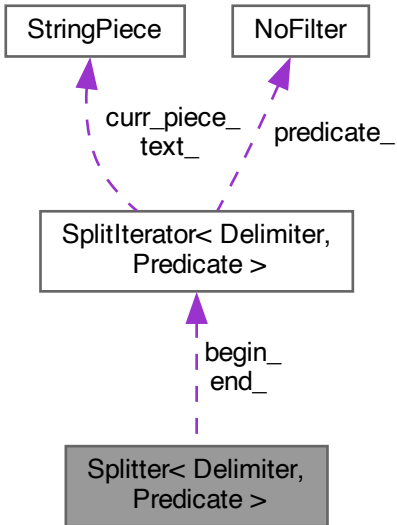 StringPiece
NoFilter
curr_piece_
text_
predicate_
SplitIterator< Delimiter,
Predicate >
begin_
end_
Splitter< Delimiter,
Predicate >